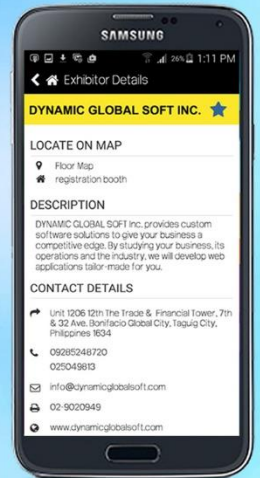 SAMSUNG
26% 1:11 PM
Exhibitor Details
DYNAMIC GLOBAL SOFT INC.
LOCATE ON MAP
Floor Map
registration booth
DESCRIPTION
DYNAMIC GLOBAL SOFT Inc. provides custom
software solutions to give your business a
competitive edge. By studying your business, its
operations and the industry, we will develop web
applications tailor-made for you.
CONTACT DETAILS
Unit 1206 12th The Trade & Financial Tower, 7th
& 32 Ave. Bonifacio Global City, Taguig City,
Philippines 1634
09285248720
025049813
info@dynamicglobalsoft.com
02-9020949
www.dynamicglobalsoft.com